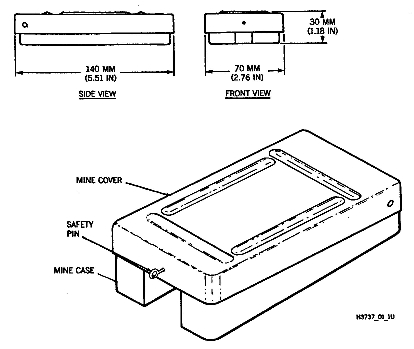 30 MM
(1.18 IN)
140 MM
(5.51 IN)
70 MM
(2.76 IN)
SIDE VIEW
FRONT VIEW
MINE COVER
SAFETY
PIN
MINE CASE
H3737_01_1U